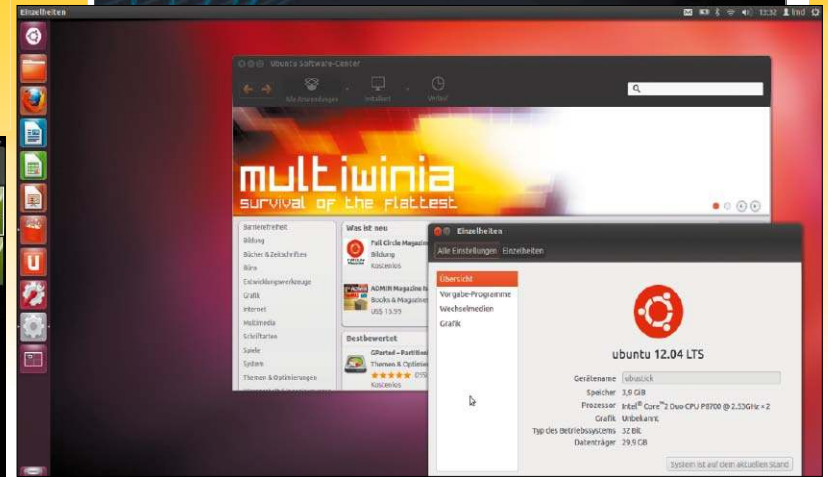 Einzelheiten
13:32 lmd
Ubuntu Software-Center
Alle Anwendungen Installiert Verlauf
multiwinia
survival of the flattest
Barrierefreiheit
Bildung
Bücher & Zeitschriften
Büro
Entwicklungswerkzeuge
Grafik
Internet
Multimedia
Schriftarten
Spiele
System
Themen & Optimierungen
Was ist neu
Full Circle Magazine
Bildung
Kostenlos
ADMIN Magazine
Books & Magazines
US$ 15.99
Bestbewertet
GParted – Partition
Themen & Optimier
Kostenlos
Einzelheiten
Alle Einstellungen Einzelheiten
Übersicht
Vorgabe-Programme
Wechselmedien
Grafik
ubuntu 12.04 LTS
Gerätename ubustick
Speicher 3,9 GiB
Prozessor Intel® Core™2 Duo CPU P8700 @ 2.53GHz × 2
Grafik Unbekannt
Typ des Betriebssystems 32 Bit
Datenträger 29,9 GB
System ist auf dem aktuellen Stand